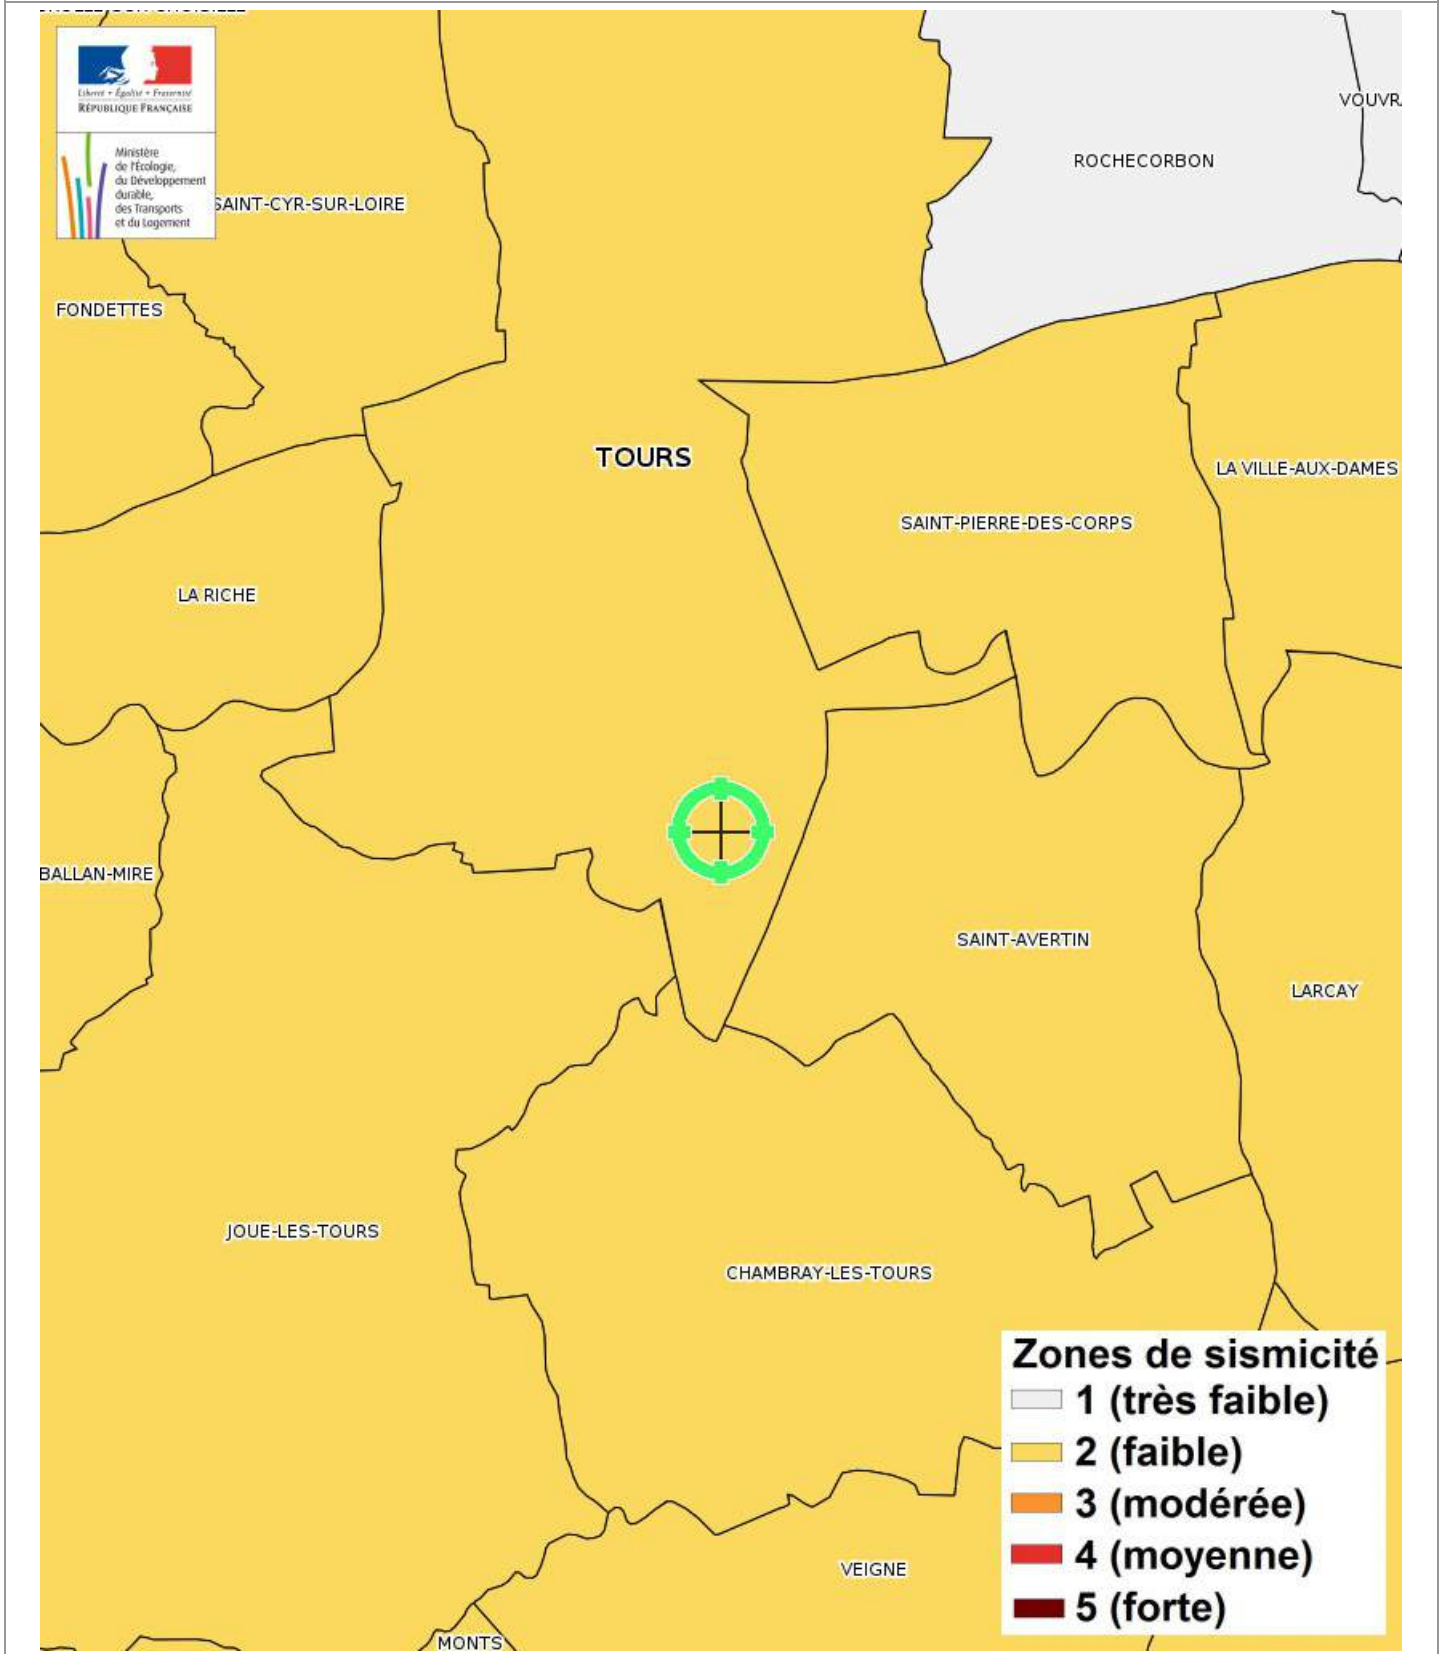 Liberté • Égalité • Fraternité
RÉPUBLIQUE FRANÇAISE
Ministère
de l'Écologie,
du Développement
durable,
des Transports
et du Logement
VOUVR
ROCHECORBON
SAINT-CYR-SUR-LOIRE
FONDETTES
TOURS
LA VILLE-AUX-DAMES
SAINT-PIERRE-DES-CORPS
LA RICHE
BALLAN-MIRE
SAINT-AVERTIN
LARCAY
JOUE-LES-TOURS
CHAMBRAY-LES-TOURS
Zones de sismicité
1 (très faible)
2 (faible)
3 (modérée)
4 (moyenne)
5 (forte)
VEIGNE
MONTS